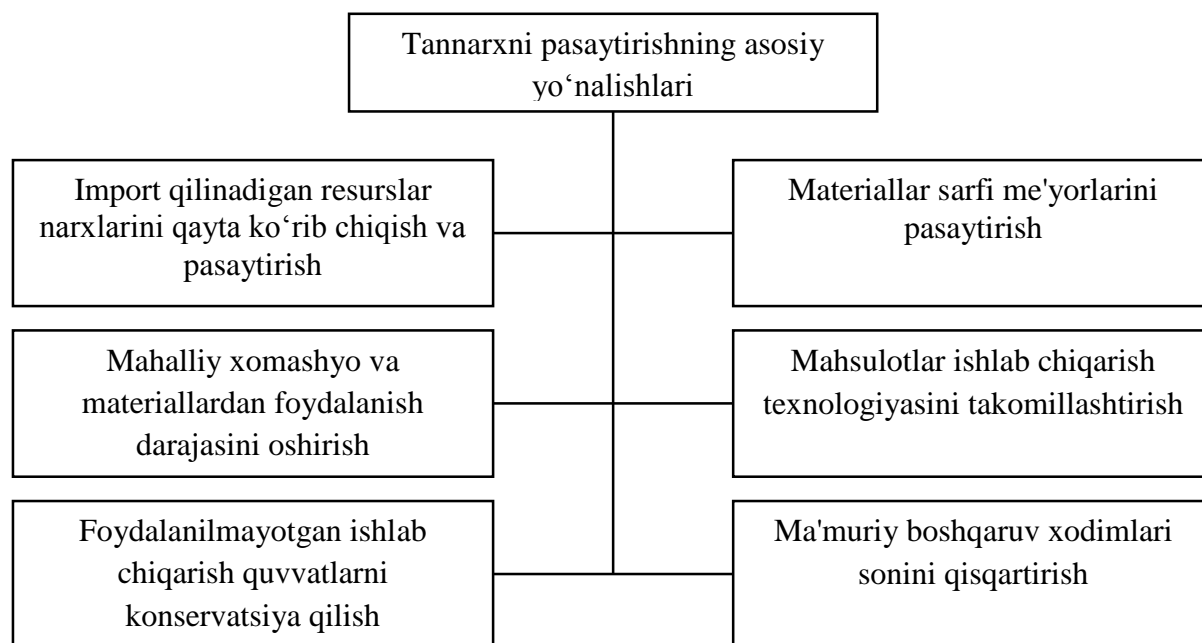 Tannarxni pasaytirishning asosiy
yo‘nalishlari
Import qilinadigan resurslar
narxlarini qayta ko‘rib chiqish va
pasaytirish
Materiallar sarfi me'yorlarini
pasaytirish
Mahalliy xomashyo va
materiallardan foydalanish
darajasini oshirish
Mahsulotlar ishlab chiqarish
texnologiyasini takomillashtirish
Foydalanilmayotgan ishlab
chiqarish quvvatlarni
konservatsiya qilish
Ma'muriy boshqaruv xodimlari
sonini qisqartirish